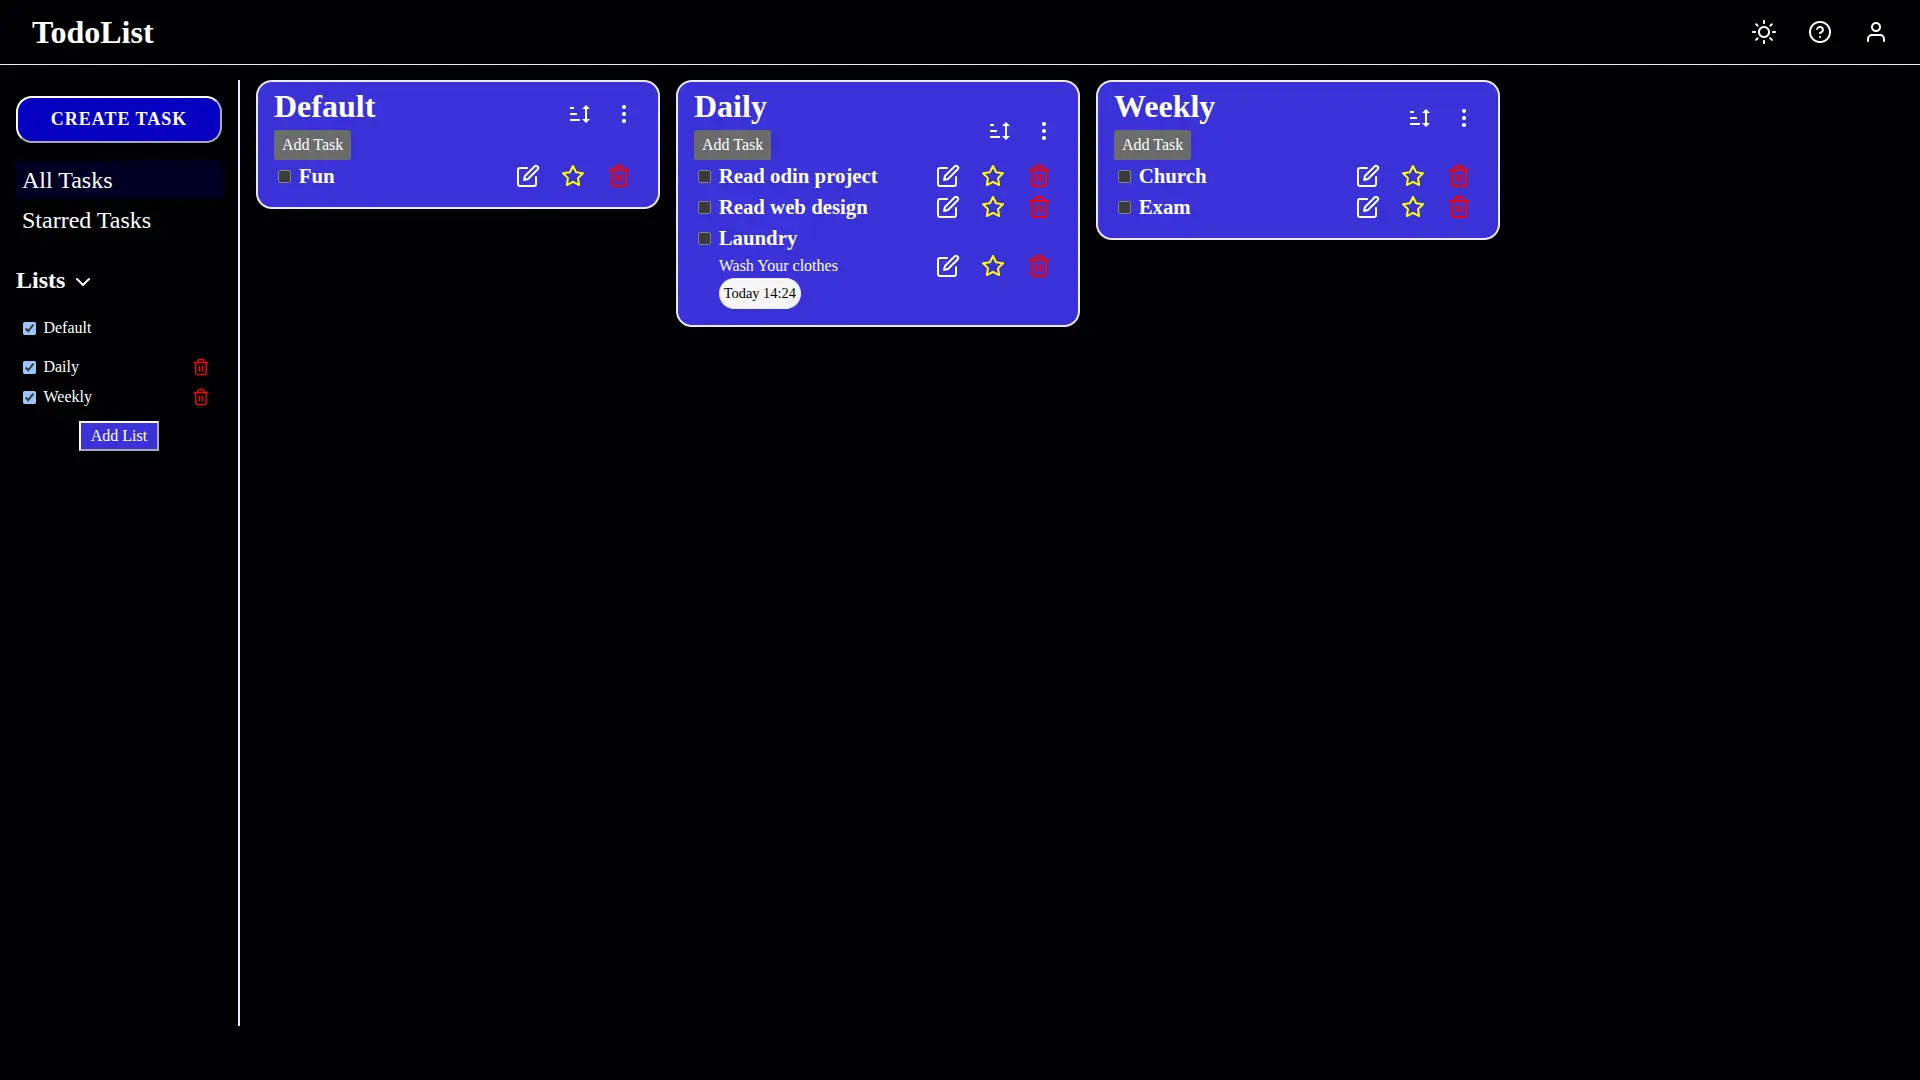 TodoList
CREATE TASK
All Tasks
Starred Tasks
Lists
Default
Daily
Weekly
Add List
Default
Add Task
Fun
Daily
Add Task
Read odin project
Read web design
Laundry
Wash Your clothes
Today 14:24
Weekly
Add Task
Church
Exam